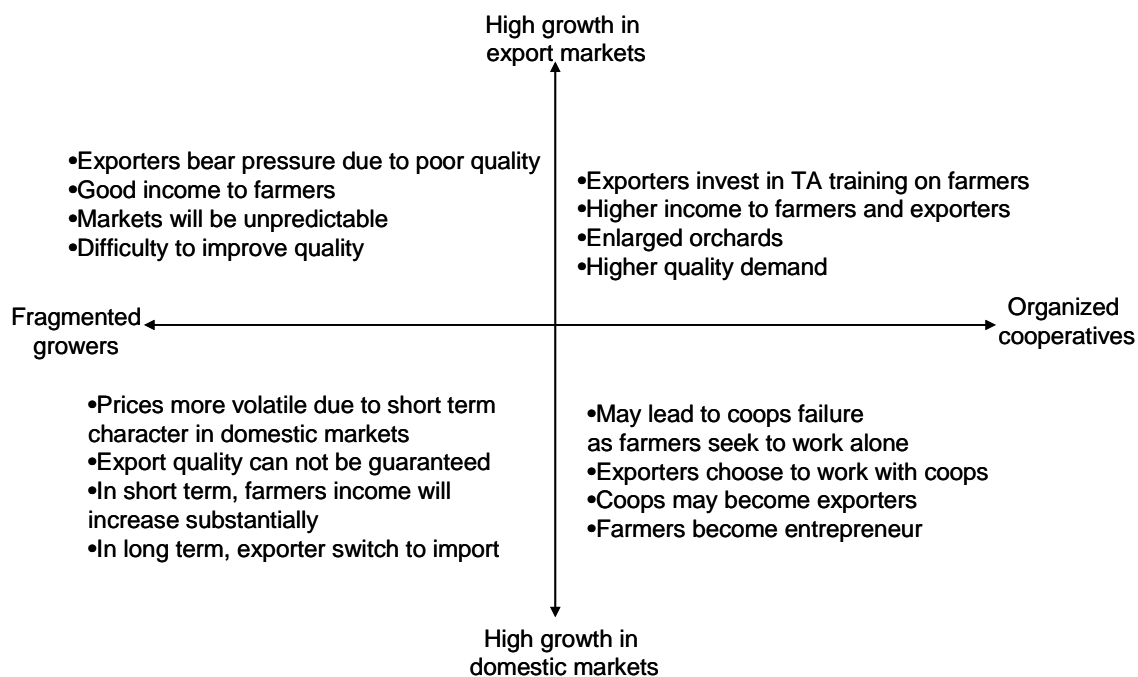 High growth in
export markets
•Exporters bear pressure due to poor quality
•Good income to farmers
•Markets will be unpredictable
•Difficulty to improve quality
•Exporters invest in TA training on farmers
•Higher income to farmers and exporters
•Enlarged orchards
•Higher quality demand
Fragmented
growers
Organized
cooperatives
•Prices more volatile due to short term
character in domestic markets
•Export quality can not be guaranteed
•In short term, farmers income will
increase substantially
•In long term, exporter switch to import
•May lead to coops failure
as farmers seek to work alone
•Exporters choose to work with coops
•Coops may become exporters
•Farmers become entrepreneur
High growth in
domestic markets